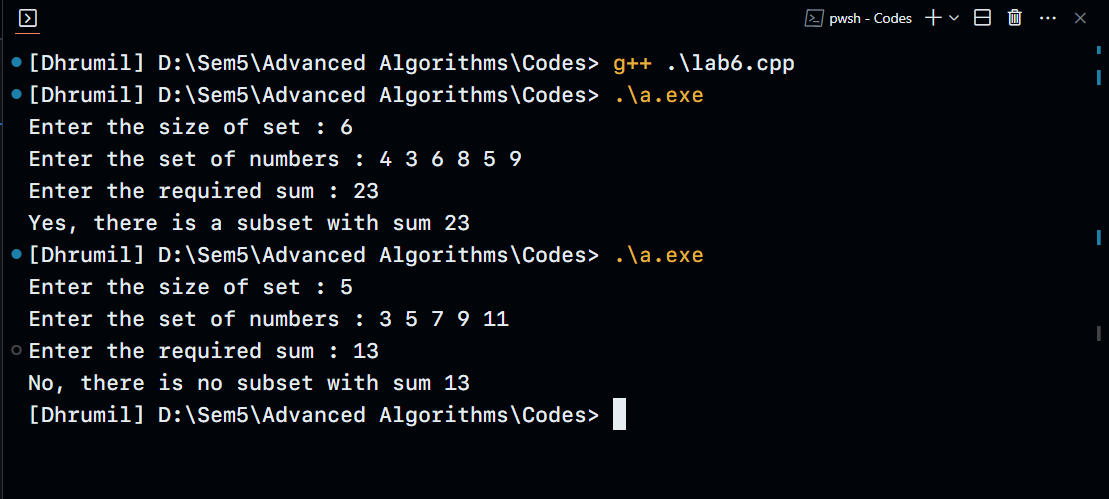 pwsh - Codes
[Dhrumil] D:\Sem5\Advanced Algorithms\Codes> g++ .\lab6.cpp
[Dhrumil] D:\Sem5\Advanced Algorithms\Codes> .\a.exe
Enter the size of set : 6
Enter the set of numbers : 4 3 6 8 5 9
Enter the required sum : 23
Yes, there is a subset with sum 23
[Dhrumil] D:\Sem5\Advanced Algorithms\Codes> .\a.exe
Enter the size of set : 5
Enter the set of numbers : 3 5 7 9 11
Enter the required sum : 13
No, there is no subset with sum 13
[Dhrumil] D:\Sem5\Advanced Algorithms\Codes>